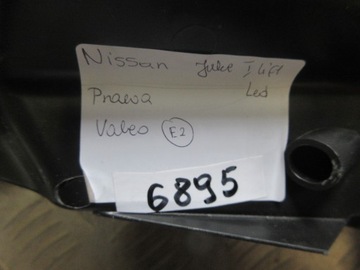 Nissan Juke I lift
Prawa Led
Valeo E2
6895